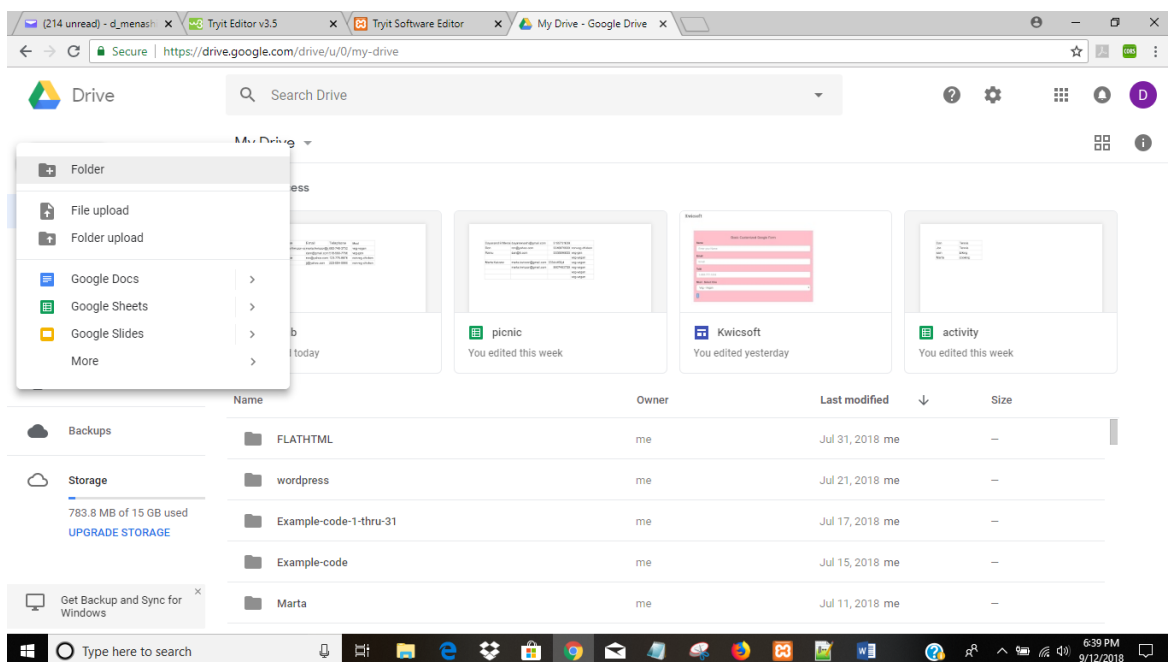 (214 unread) - d_menash
Tryit Editor v3.5
Tryit Software Editor
My Drive - Google Drive
Secure
https://drive.google.com/drive/u/0/my-drive
CORS
Drive
Search Drive
D
My Drive
Folder
File upload
Folder upload
Google Docs
Google Sheets
Google Slides
More
ess
b
today
picnic
You edited this week
Kwicsoft
Kwicsoft
You edited yesterday
activity
You edited this week
Name
Owner
Last modified
Size
Backups
FLATHTML
me
Jul 31, 2018 me
–
Storage
783.8 MB of 15 GB used
UPGRADE STORAGE
wordpress
me
Jul 21, 2018 me
–
Example-code-1-thru-31
me
Jul 17, 2018 me
–
Example-code
me
Jul 15, 2018 me
–
Get Backup and Sync for
Windows
Marta
me
Jul 11, 2018 me
–
Type here to search
6:39 PM
9/12/2018